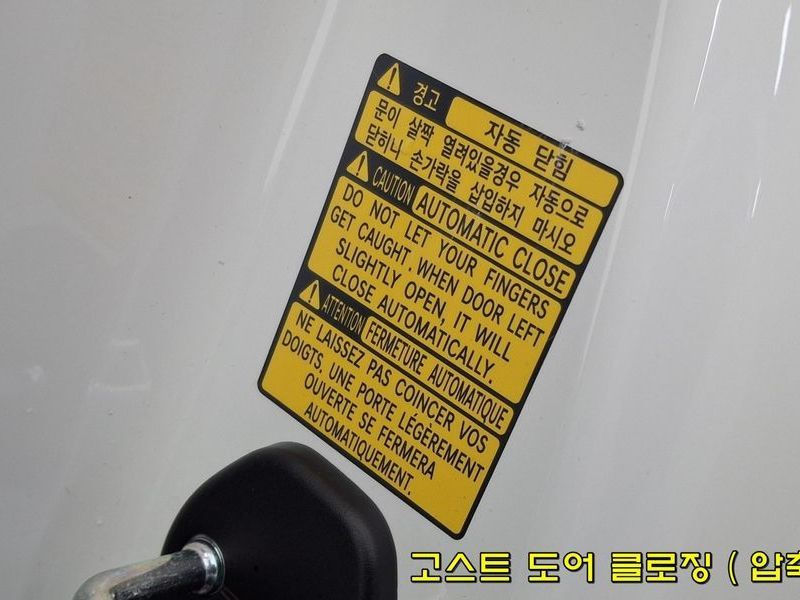 경고 자동 닫힘
문이 살짝 열려있을경우 자동으로
닫히니 손가락을 삽입하지 마시오
CAUTION AUTOMATIC CLOSE
DO NOT LET YOUR FINGERS
GET CAUGHT. WHEN DOOR LEFT
SLIGHTLY OPEN, IT WILL
CLOSE AUTOMATICALLY.
ATTENTION FERMETURE AUTOMATIQUE
NE LAISSEZ PAS COINCER VOS
DOIGTS, UNE PORTE LÉGÈREMENT
OUVERTE SE FERMERA
AUTOMATIQUEMENT.
고스트 도어 클로징 ( 압축